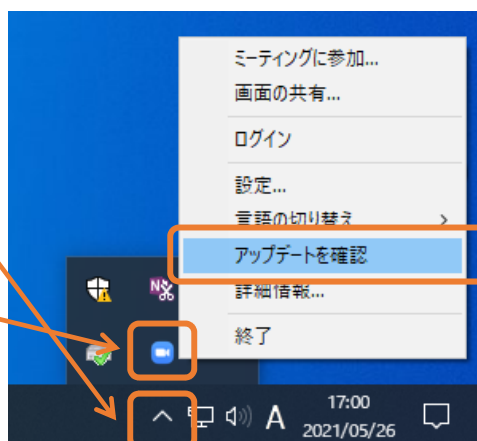 ミーティングに参加...
画面の共有...
ログイン
設定...
言語の切り替え
アップデートを確認
詳細情報...
終了
N
A
17:00
2021/05/26